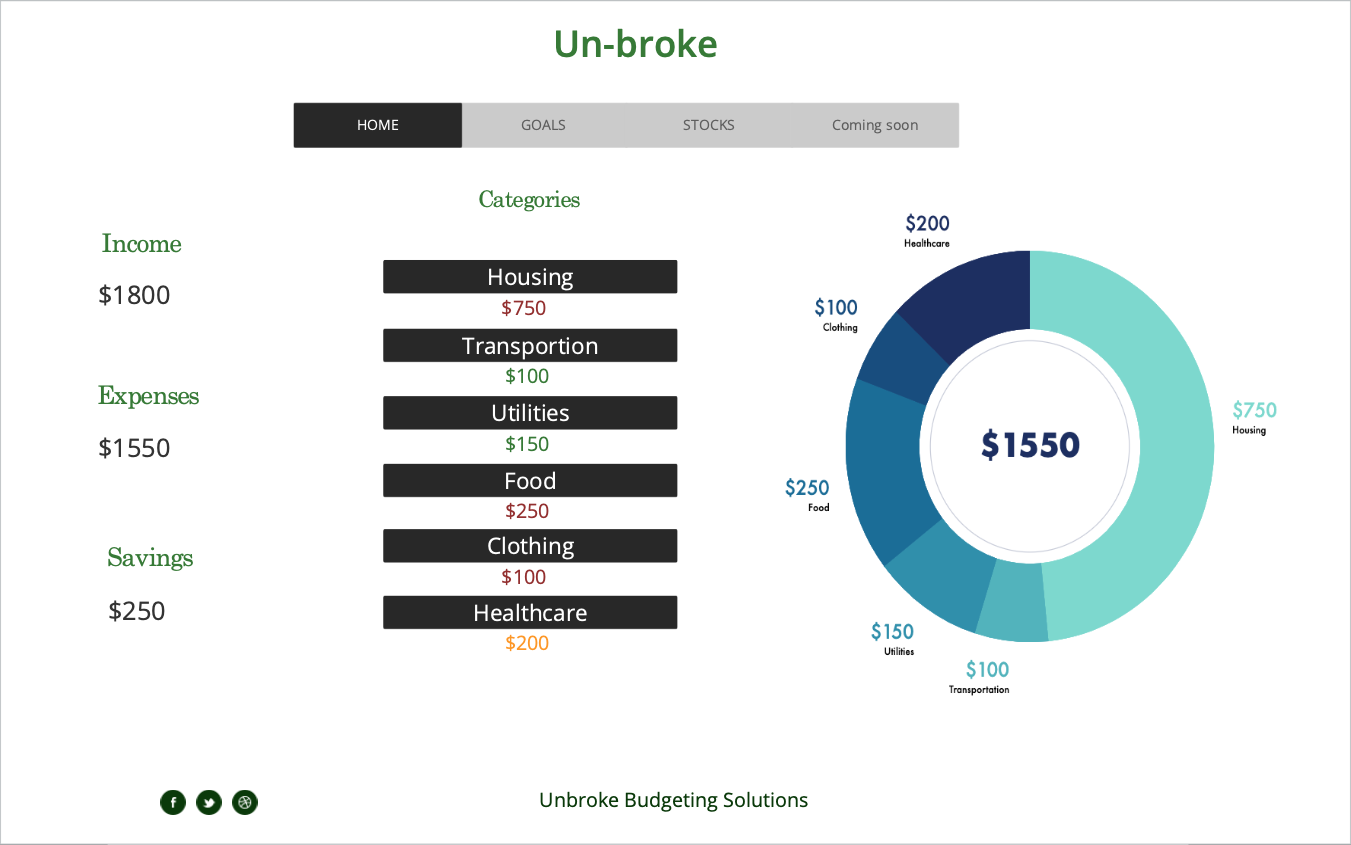 Un-broke
HOME
GOALS
STOCKS
Coming soon
Income
$1800
Expenses
$1550
Savings
$250
Categories
Housing
$750
Transportion
$100
Utilities
$150
Food
$250
Clothing
$100
Healthcare
$200
$200
Healthcare
$100
Clothing
$750
Housing
$1550
$250
Food
$150
Utilities
$100
Transportation
f
Unbroke Budgeting Solutions